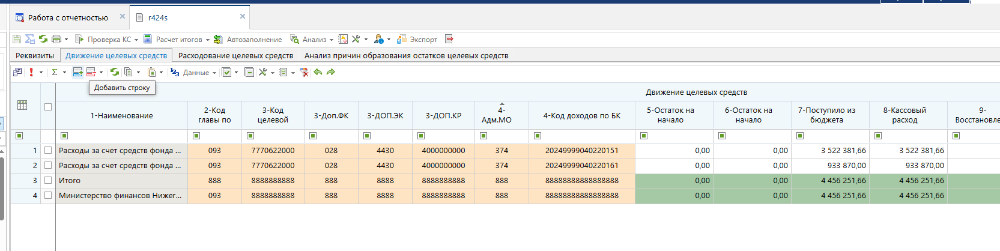 Работа с отчетностью
r424s
Проверка КС
Расчет итогов
Автозаполнение
Анализ
Экспорт
Реквизиты
Движение целевых средств
Расходование целевых средств
Анализ причин образования остатков целевых средств
Данные
Добавить строку
Движение целевых средств
1-Наименование
2-Код главы по
3-Код целевой
3-Доп.ФК
3-ДОП.ЭК
3-ДОП.КР
4-Адм.МО
4-Код доходов по БК
5-Остаток на начало
6-Остаток на начало
7-Поступило из бюджета
8-Кассовый расход
9-Восстановле
1 Расходы за счет средств фонда ... 093 7770622000 028 4430 4000000000 374 20249999040220151 0,00 0,00 3 522 381,66 3 522 381,66
2 Расходы за счет средств фонда ... 093 7770622000 028 4430 4000000000 374 20249999040220161 0,00 0,00 933 870,00 933 870,00
3 Итого 888 8888888888 888 8888 8888888888 888 88888888888888888 0,00 0,00 4 456 251,66 4 456 251,66
4 Министерство финансов Нижег... 093 8888888888 888 8888 8888888888 888 88888888888888888 0,00 0,00 4 456 251,66 4 456 251,66